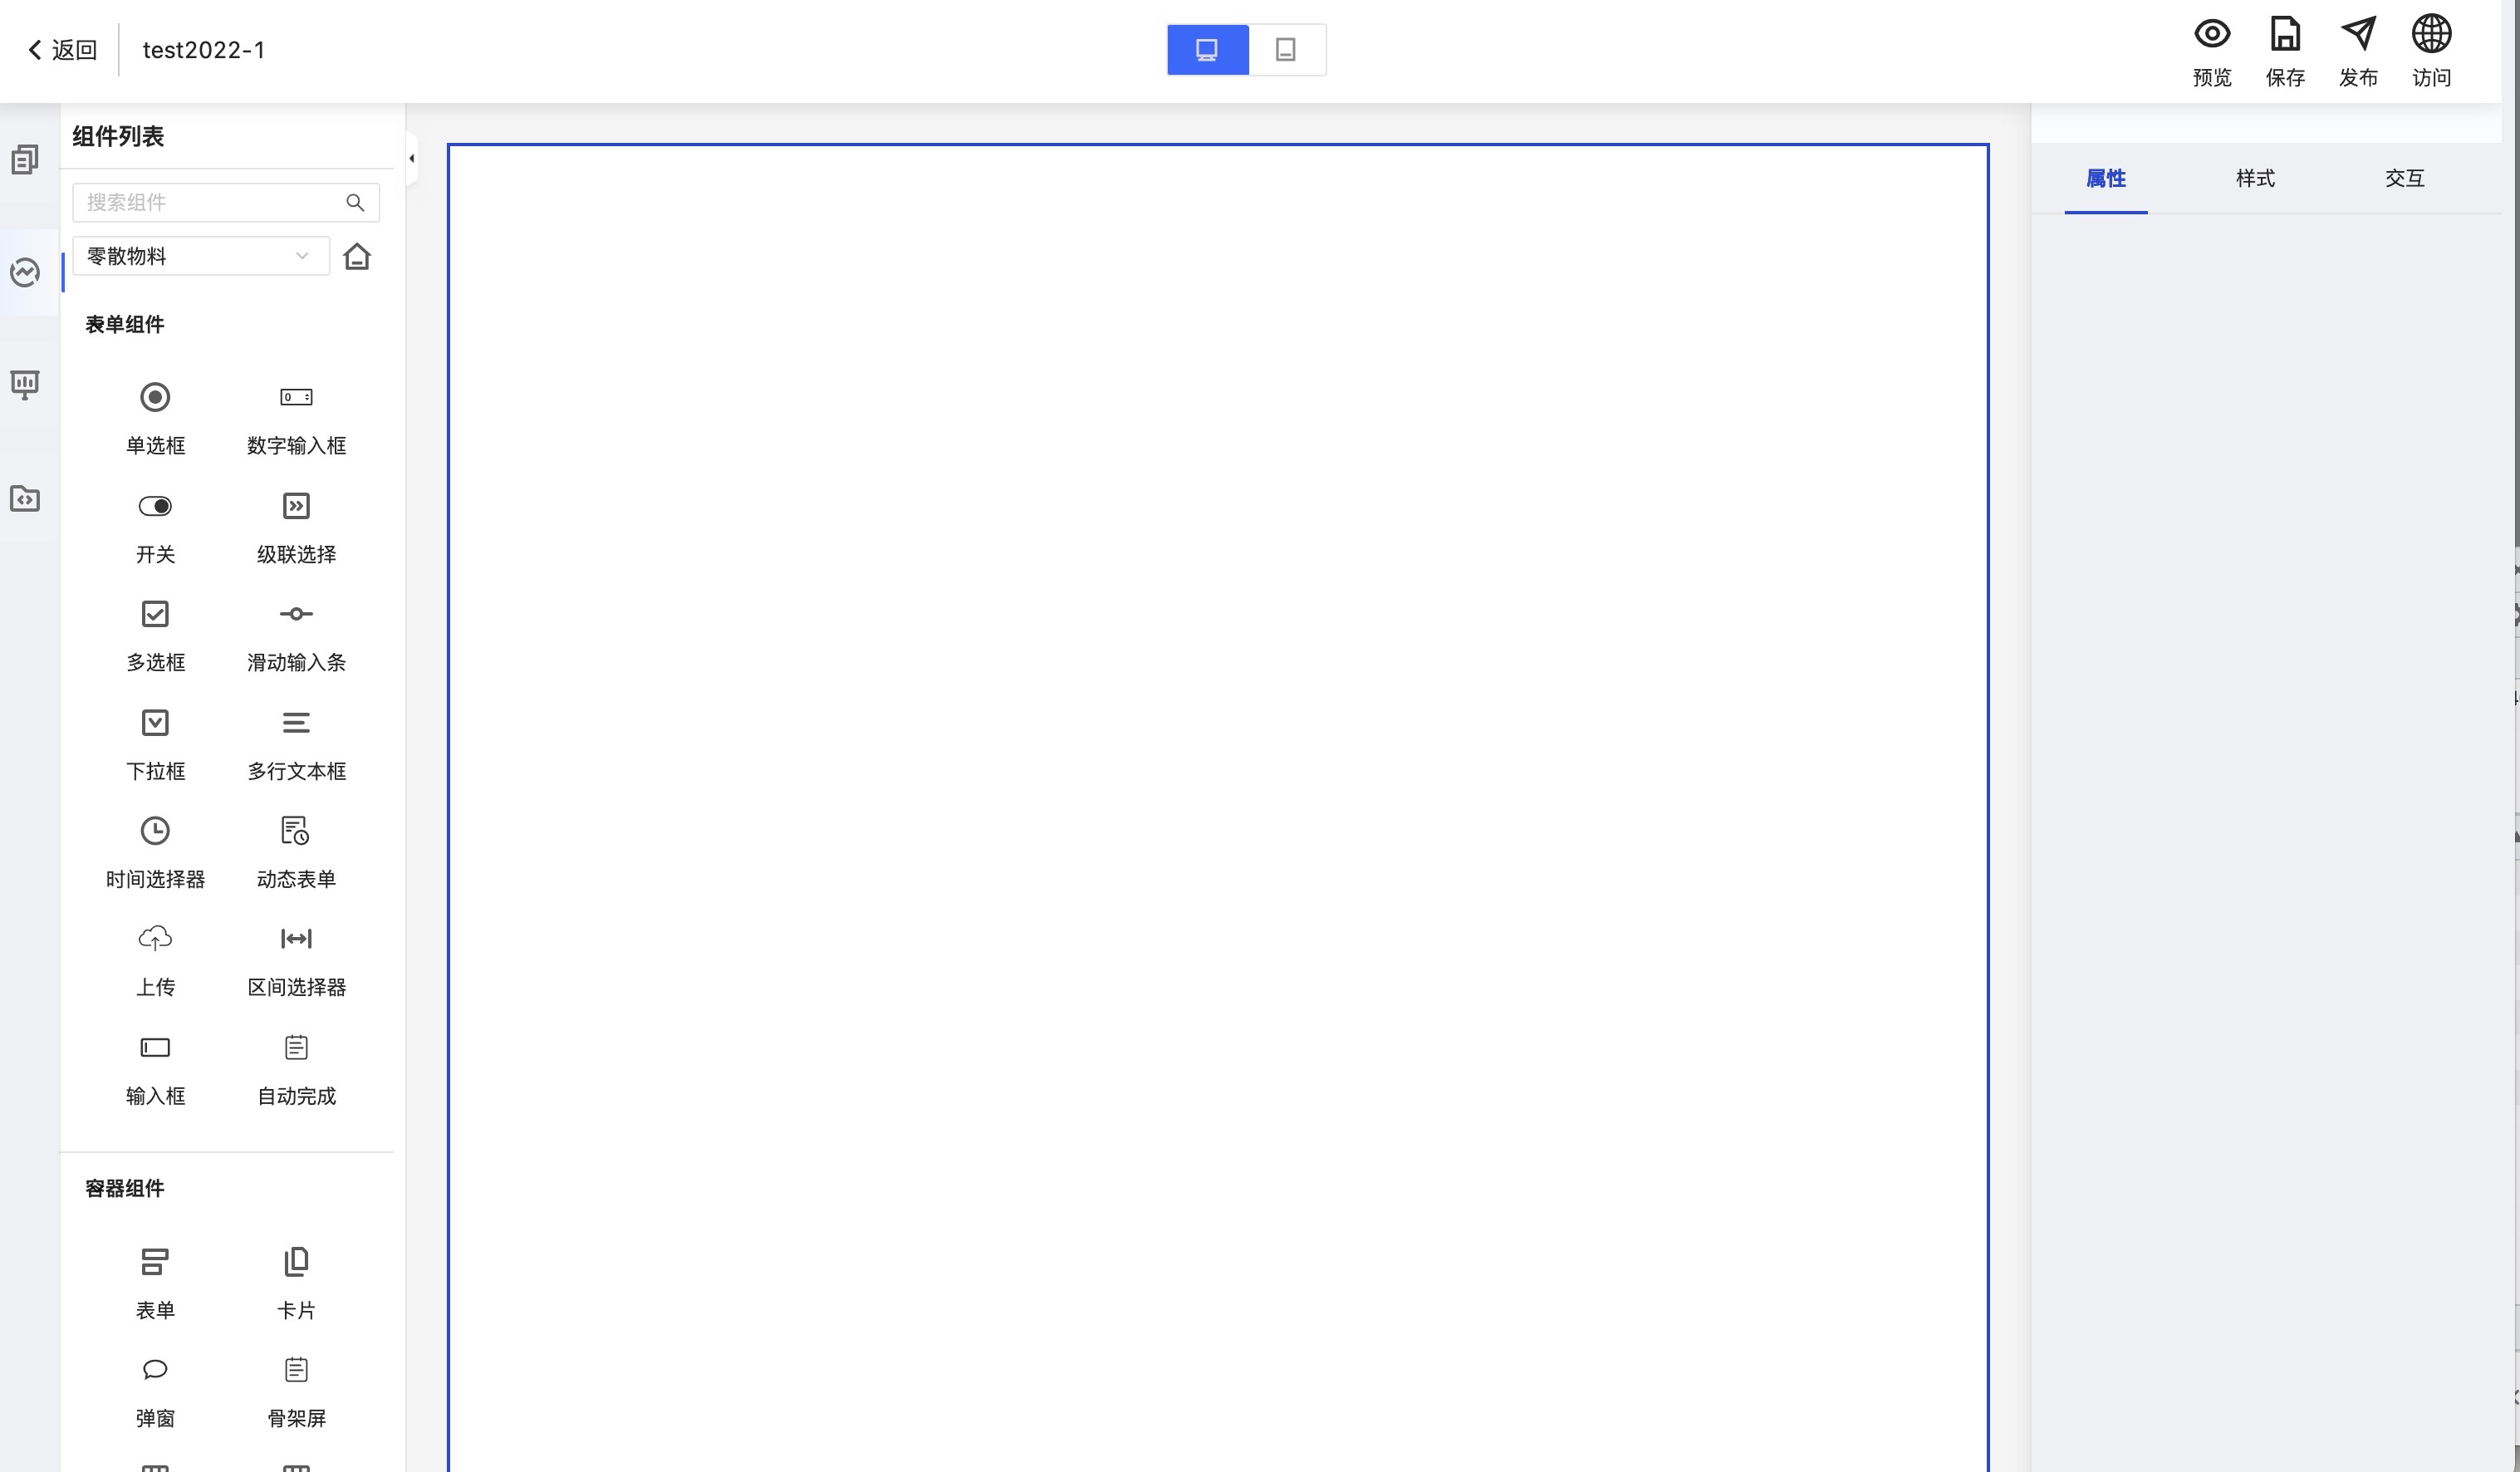 返回
test2022-1
预览
保存
发布
访问
组件列表
搜索组件
零散物料
表单组件
单选框
数字输入框
开关
级联选择
多选框
滑动输入条
下拉框
多行文本框
时间选择器
动态表单
上传
区间选择器
输入框
自动完成
容器组件
表单
卡片
弹窗
骨架屏
属性
样式
交互